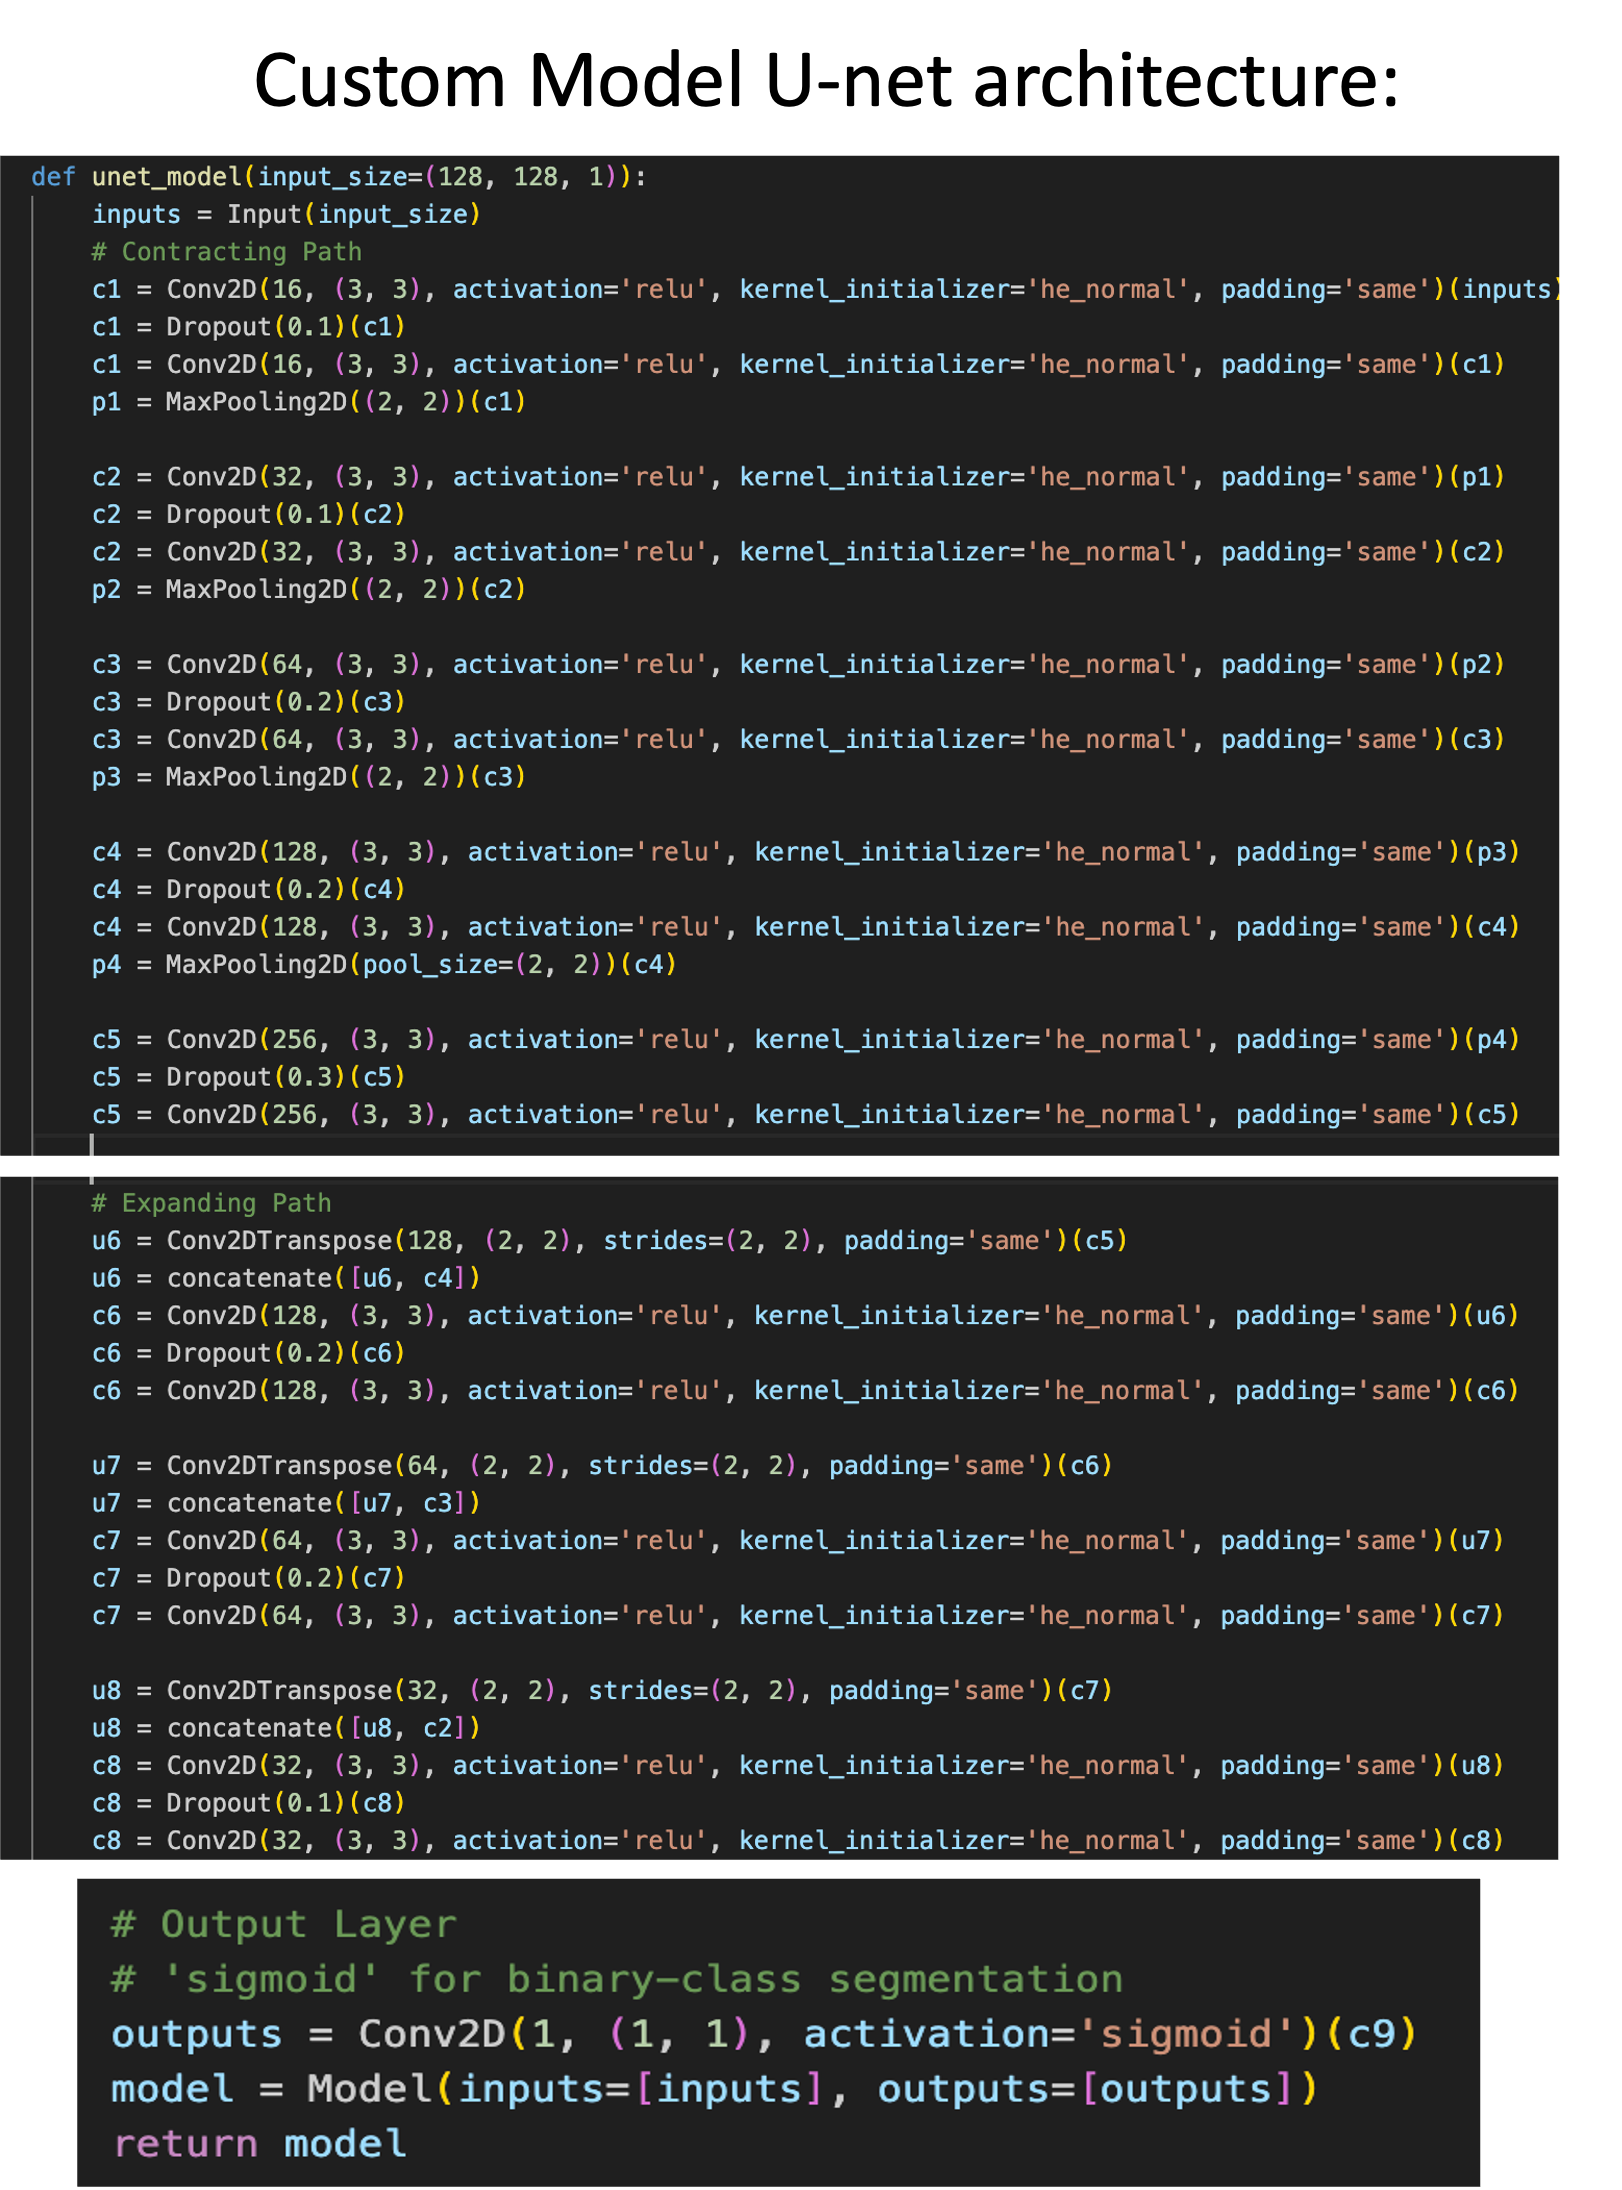 Custom Model U-net architecture:
def unet_model(input_size=(128, 128, 1)):
inputs = Input(input_size)
# Contracting Path
c1 = Conv2D(16, (3, 3), activation='relu', kernel_initializer='he_normal', padding='same')(inputs)
c1 = Dropout(0.1)(c1)
c1 = Conv2D(16, (3, 3), activation='relu', kernel_initializer='he_normal', padding='same')(c1)
p1 = MaxPooling2D((2, 2))(c1)
c2 = Conv2D(32, (3, 3), activation='relu', kernel_initializer='he_normal', padding='same')(p1)
c2 = Dropout(0.1)(c2)
c2 = Conv2D(32, (3, 3), activation='relu', kernel_initializer='he_normal', padding='same')(c2)
p2 = MaxPooling2D((2, 2))(c2)
c3 = Conv2D(64, (3, 3), activation='relu', kernel_initializer='he_normal', padding='same')(p2)
c3 = Dropout(0.2)(c3)
c3 = Conv2D(64, (3, 3), activation='relu', kernel_initializer='he_normal', padding='same')(c3)
p3 = MaxPooling2D((2, 2))(c3)
c4 = Conv2D(128, (3, 3), activation='relu', kernel_initializer='he_normal', padding='same')(p3)
c4 = Dropout(0.2)(c4)
c4 = Conv2D(128, (3, 3), activation='relu', kernel_initializer='he_normal', padding='same')(c4)
p4 = MaxPooling2D(pool_size=(2, 2))(c4)
c5 = Conv2D(256, (3, 3), activation='relu', kernel_initializer='he_normal', padding='same')(p4)
c5 = Dropout(0.3)(c5)
c5 = Conv2D(256, (3, 3), activation='relu', kernel_initializer='he_normal', padding='same')(c5)
# Expanding Path
u6 = Conv2DTranspose(128, (2, 2), strides=(2, 2), padding='same')(c5)
u6 = concatenate([u6, c4])
c6 = Conv2D(128, (3, 3), activation='relu', kernel_initializer='he_normal', padding='same')(u6)
c6 = Dropout(0.2)(c6)
c6 = Conv2D(128, (3, 3), activation='relu', kernel_initializer='he_normal', padding='same')(c6)
u7 = Conv2DTranspose(64, (2, 2), strides=(2, 2), padding='same')(c6)
u7 = concatenate([u7, c3])
c7 = Conv2D(64, (3, 3), activation='relu', kernel_initializer='he_normal', padding='same')(u7)
c7 = Dropout(0.2)(c7)
c7 = Conv2D(64, (3, 3), activation='relu', kernel_initializer='he_normal', padding='same')(c7)
u8 = Conv2DTranspose(32, (2, 2), strides=(2, 2), padding='same')(c7)
u8 = concatenate([u8, c2])
c8 = Conv2D(32, (3, 3), activation='relu', kernel_initializer='he_normal', padding='same')(u8)
c8 = Dropout(0.1)(c8)
c8 = Conv2D(32, (3, 3), activation='relu', kernel_initializer='he_normal', padding='same')(c8)
# Output Layer
# 'sigmoid' for binary-class segmentation
outputs = Conv2D(1, (1, 1), activation='sigmoid')(c9)
model = Model(inputs=[inputs], outputs=[outputs])
return model